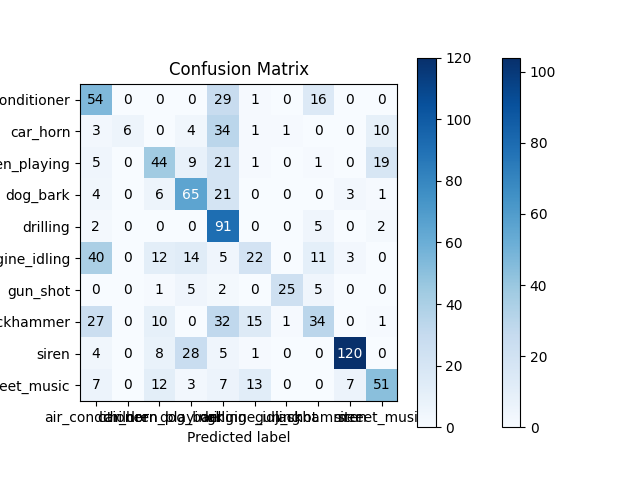 Confusion Matrix
onditioner 54 0 0 0 29 1 0 16 0 0
car_horn 3 6 0 4 34 1 1 0 0 10
en_playing 5 0 44 9 21 1 0 1 0 19
dog_bark 4 0 6 65 21 0 0 0 3 1
drilling 2 0 0 0 91 0 0 5 0 2
gine_idling 40 0 12 14 5 22 0 11 3 0
gun_shot 0 0 1 5 2 0 25 5 0 0
ckhammer 27 0 10 0 32 15 1 34 0 1
siren 4 0 8 28 5 1 0 0 120 0
eet_music 7 0 12 3 7 13 0 0 7 51
Predicted label
120
100
80
60
40
20
0
100
80
60
40
20
0